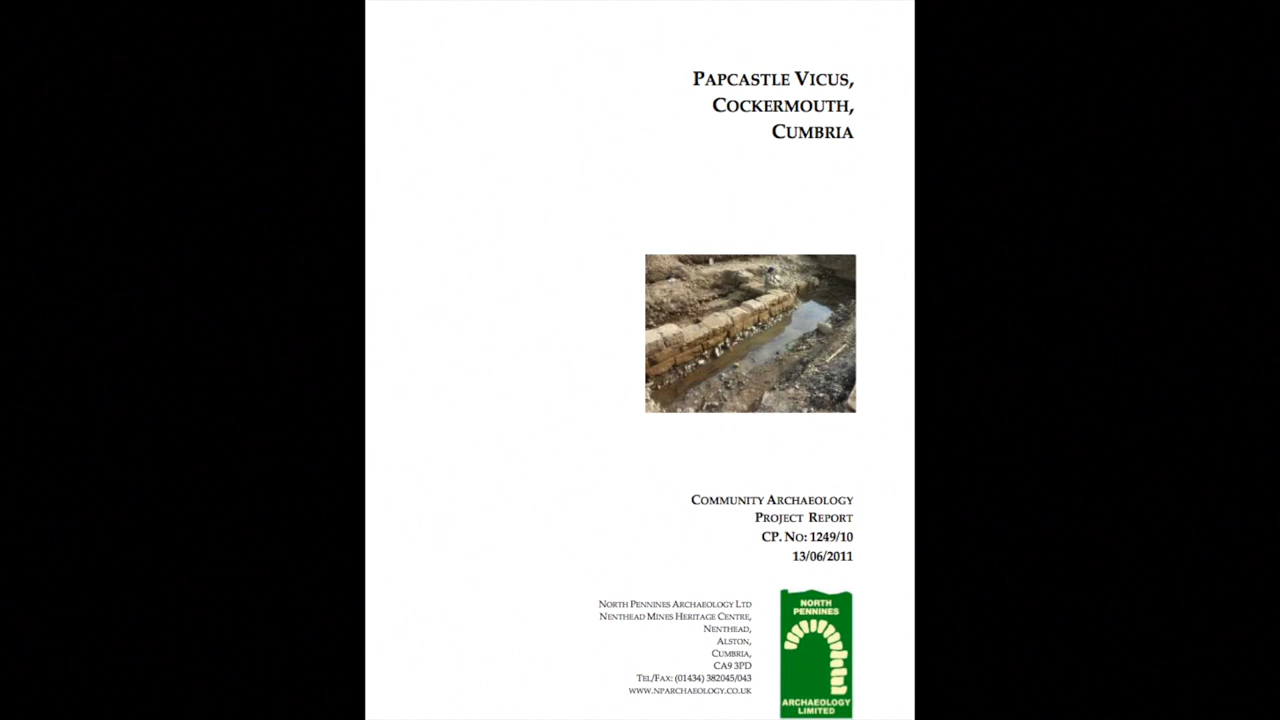 PAPCASTLE VICUS,
COCKERMOUTH,
CUMBRIA
COMMUNITY ARCHAEOLOGY
PROJECT REPORT
CP. NO: 1249/10
13/06/2011
NORTH PENNINES ARCHAEOLOGY LTD
NENTHEAD MINES HERITAGE CENTRE,
NENTHEAD,
ALSTON,
CUMBRIA,
CA9 3PD
TEL/FAX: (01434) 382045/043
WWW.NPARCHAEOLOGY.CO.UK
NORTH
PENNINES
ARCHAEOLOGY
LIMITED